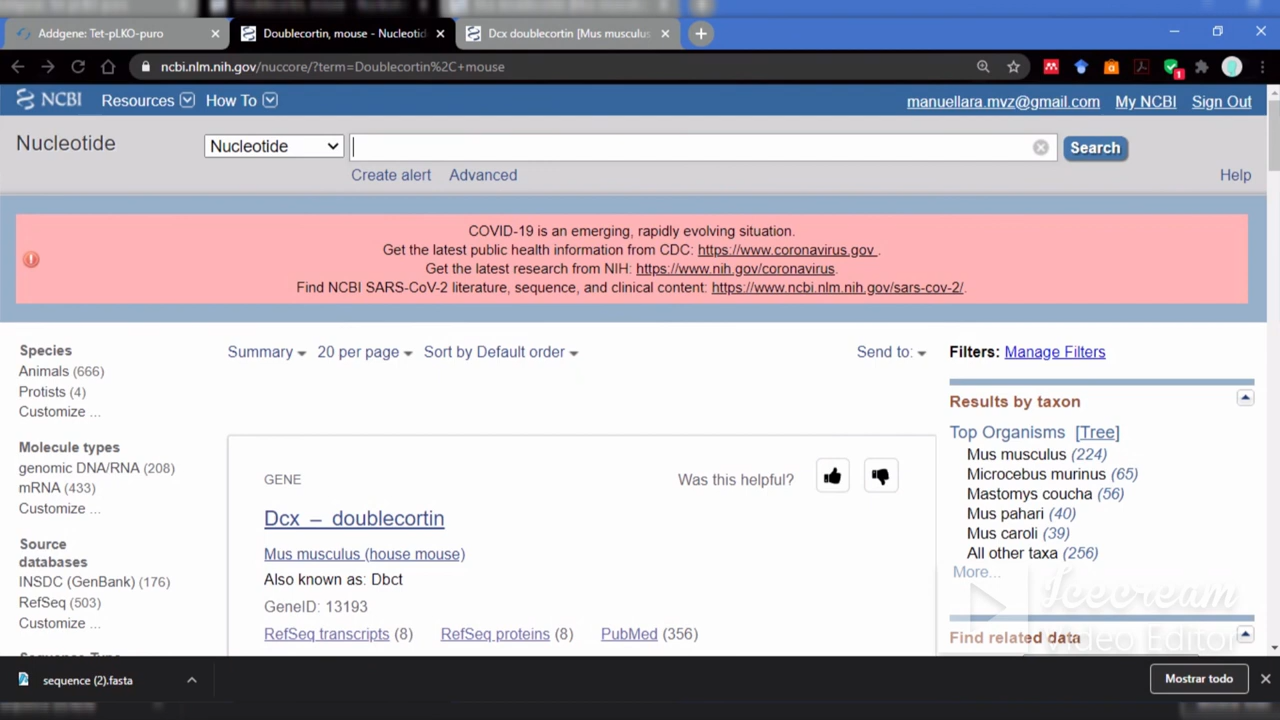 Addgene: Tet-pLKO-puro
Doublecortin, mouse - Nucleotid
Dcx doublecortin [Mus musculus
ncbi.nlm.nih.gov/nuccore/?term=Doublecortin%2C+mouse
1
NCBI Resources How To
manuellara.mvz@gmail.com My NCBI Sign Out
Nucleotide
Nucleotide
Search
Create alert Advanced
Help
COVID-19 is an emerging, rapidly evolving situation.
Get the latest public health information from CDC: https://www.coronavirus.gov .
Get the latest research from NIH: https://www.nih.gov/coronavirus.
Find NCBI SARS-CoV-2 literature, sequence, and clinical content: https://www.ncbi.nlm.nih.gov/sars-cov-2/.
Species
Animals (666)
Protists (4)
Customize ...
Molecule types
genomic DNA/RNA (208)
mRNA (433)
Customize ...
Source
databases
INSDC (GenBank) (176)
RefSeq (503)
Customize ...
Summary 20 per page Sort by Default order
Send to:
GENE
Was this helpful?
Dcx – doublecortin
Mus musculus (house mouse)
Also known as: Dbct
GeneID: 13193
RefSeq transcripts (8) RefSeq proteins (8) PubMed (356)
Filters: Manage Filters
Results by taxon
Top Organisms [Tree]
Mus musculus (224)
Microcebus murinus (65)
Mastomys coucha (56)
Mus pahari (40)
Mus caroli (39)
All other taxa (256)
More...
Find related data
Icecream
Video Editor
sequence (2).fasta
Mostrar todo